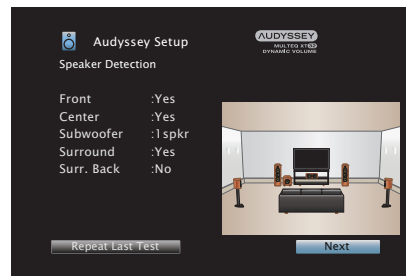 Audyssey Setup
AUDYSSEY
MULTEQ XT32
DYNAMIC VOLUME
Speaker Detection
Front :Yes
Center :Yes
Subwoofer :1spkr
Surround :Yes
Surr. Back :No
Repeat Last Test
Next